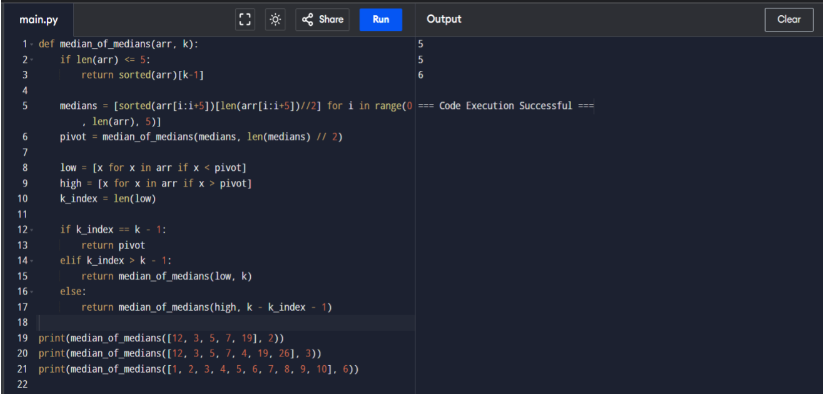 main.py
Share
Run
Output
Clear
1 def median_of_medians(arr, k):
2     if len(arr) <= 5:
3         return sorted(arr)[k-1]
4
5     medians = [sorted(arr[i:i+5])[len(arr[i:i+5])//2] for i in range(0
        , len(arr), 5)]
6     pivot = median_of_medians(medians, len(medians) // 2)
7
8     low = [x for x in arr if x < pivot]
9     high = [x for x in arr if x > pivot]
10     k_index = len(low)
11
12     if k_index == k - 1:
13         return pivot
14     elif k_index > k - 1:
15         return median_of_medians(low, k)
16     else:
17         return median_of_medians(high, k - k_index - 1)
18
19 print(median_of_medians([12, 3, 5, 7, 19], 2))
20 print(median_of_medians([12, 3, 5, 7, 4, 19, 26], 3))
21 print(median_of_medians([1, 2, 3, 4, 5, 6, 7, 8, 9, 10], 6))
22
5
5
6
=== Code Execution Successful ===